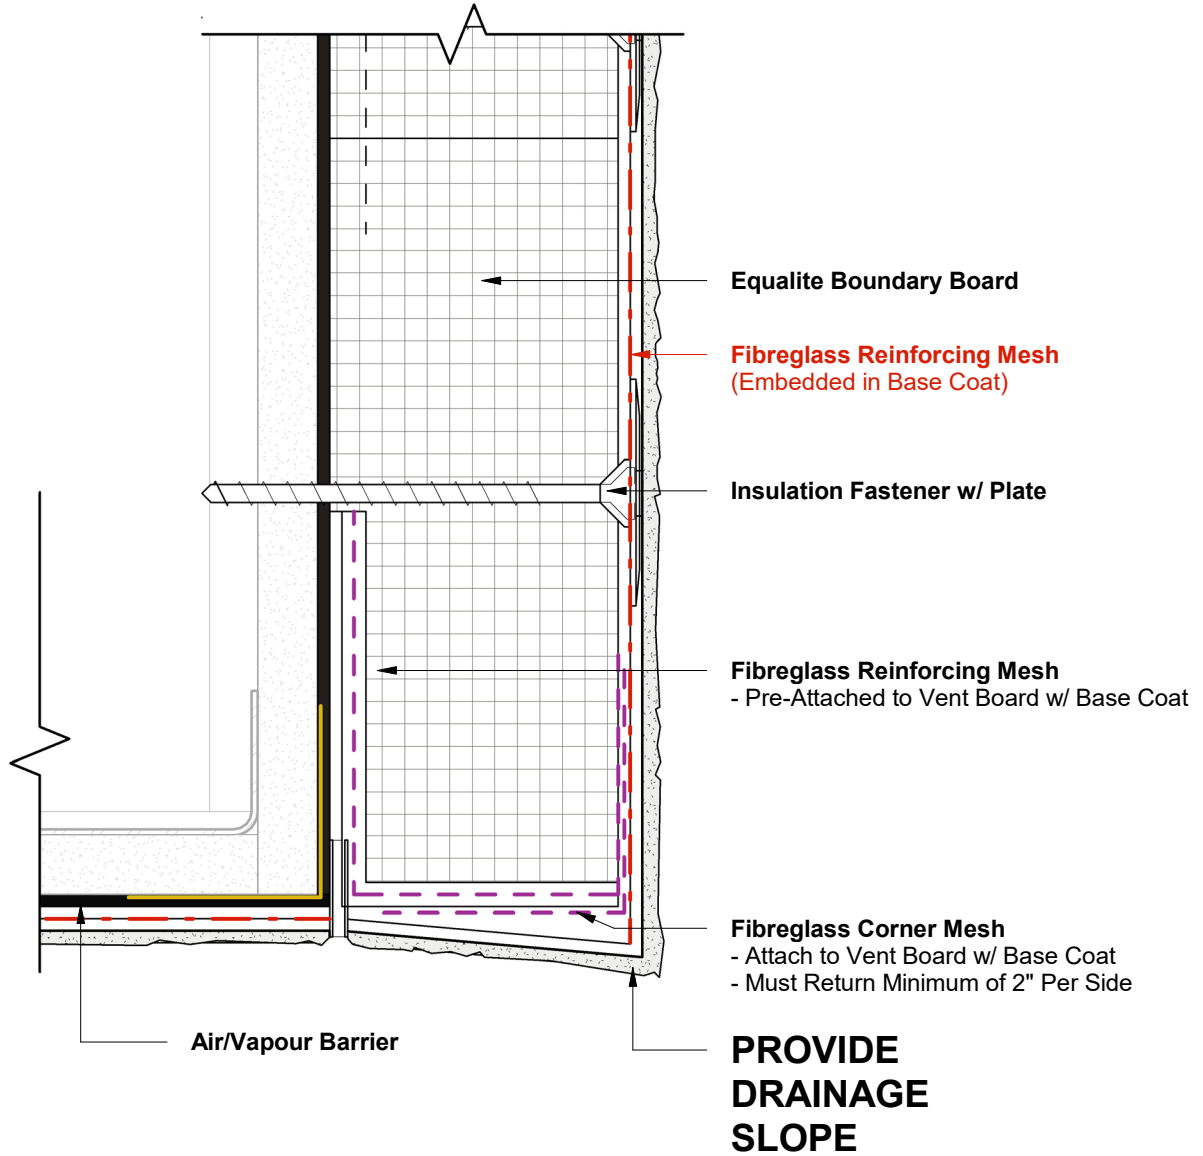 Equalite Boundary Board
Fibreglass Reinforcing Mesh
(Embedded in Base Coat)
Insulation Fastener w/ Plate
Fibreglass Reinforcing Mesh
- Pre-Attached to Vent Board w/ Base Coat
Fibreglass Corner Mesh
- Attach to Vent Board w/ Base Coat
- Must Return Minimum of 2" Per Side
Air/Vapour Barrier
PROVIDE
DRAINAGE
SLOPE